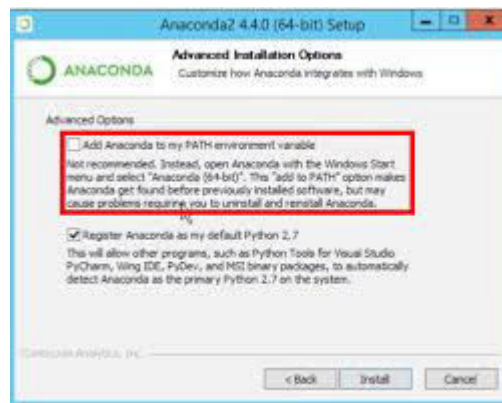 Anaconda2 4.4.0 (64-bit) Setup
ANACONDA
Advanced Installation Options
Customize how Anaconda integrates with Windows
Advanced Options
Add Anaconda to my PATH environment variable
Not recommended. Instead, open Anaconda with the Windows Start
menu and select "Anaconda (64-bit)". This "add to PATH" option makes
Anaconda get found before previously installed software, but may
cause problems requiring you to uninstall and reinstall Anaconda.
Register Anaconda as my default Python 2.7
This will allow other programs, such as Python Tools for Visual Studio
PyCharm, Wing IDE, PyDev, and MSI binary packages, to automatically
detect Anaconda as the primary Python 2.7 on the system.
Continuum Analytics, Inc.
< Back
Install
Cancel